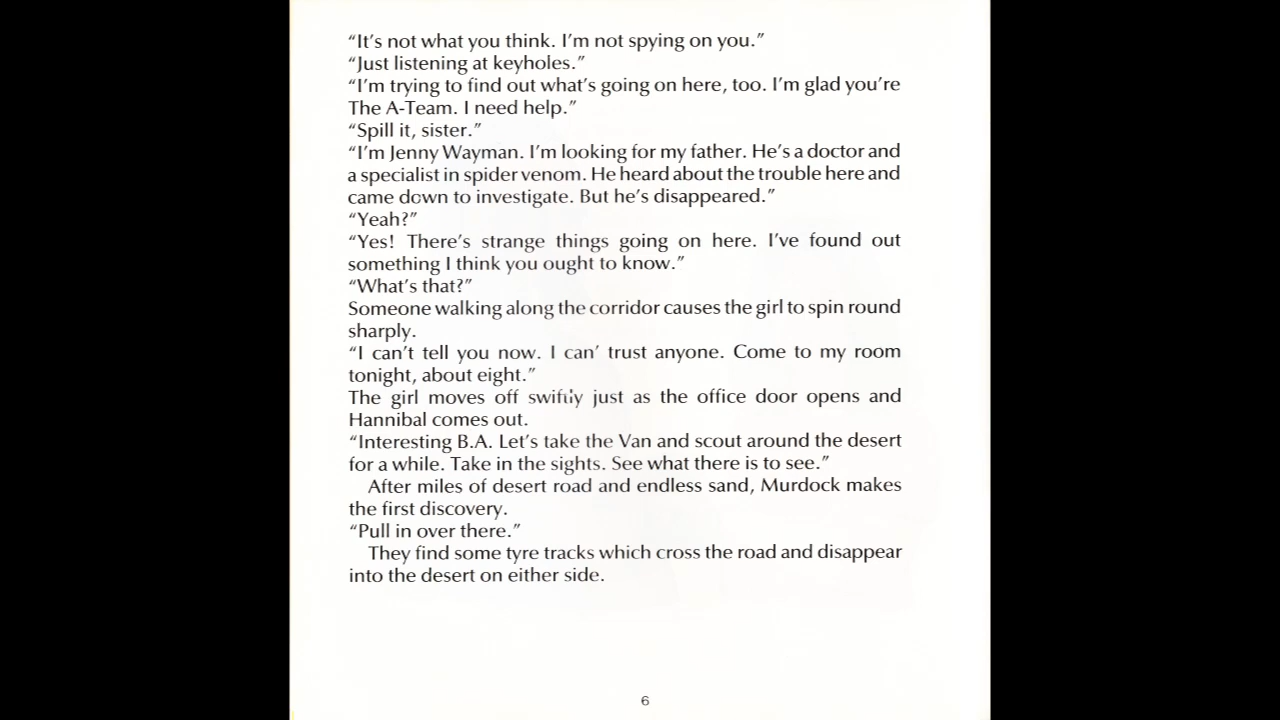 “It’s not what you think. I’m not spying on you.”
“Just listening at keyholes.”
“I’m trying to find out what’s going on here, too. I’m glad you’re
The A-Team. I need help.”
“Spill it, sister.”
“I’m Jenny Wayman. I’m looking for my father. He’s a doctor and
a specialist in spider venom. He heard about the trouble here and
came down to investigate. But he’s disappeared.”
“Yeah?”
“Yes! There’s strange things going on here. I’ve found out
something I think you ought to know.”
“What’s that?”
Someone walking along the corridor causes the girl to spin round
sharply.
“I can’t tell you now. I can’ trust anyone. Come to my room
tonight, about eight.”
The girl moves off swiftly just as the office door opens and
Hannibal comes out.
“Interesting B.A. Let’s take the Van and scout around the desert
for a while. Take in the sights. See what there is to see.”
After miles of desert road and endless sand, Murdock makes
the first discovery.
“Pull in over there.”
They find some tyre tracks which cross the road and disappear
into the desert on either side.
6